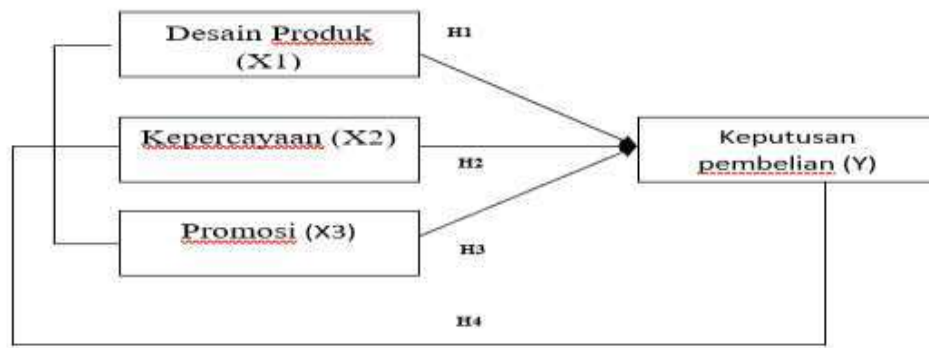 Desain Produk
(X1)
H1
Kepercayaan (X2)
H2
Keputusan
pembelian (Y)
Promosi (X3)
H3
H4